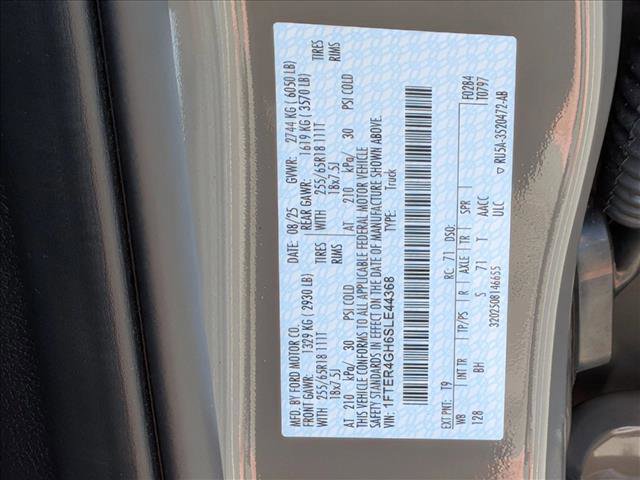 MFD. BY FORD MOTOR CO.
DATE: 08/25
GVWR: 2744 KG ( 6050 LB)
FRONT GAWR: 1329 KG ( 2930 LB)
REAR GAWR: 1619 KG ( 3570 LB)
WITH 255/65R18 111T TIRES
WITH 255/65R18 111T TIRES
18x7.5J RIMS
18x7.5J RIMS
AT 210 kPa/ 30 PSI COLD
AT 210 kPa/ 30 PSI COLD
THIS VEHICLE CONFORMS TO ALL APPLICABLE FEDERAL MOTOR VEHICLE
SAFETY STANDARDS IN EFFECT ON THE DATE OF MANUFACTURE SHOWN ABOVE.
VIN: 1FTER4GH6SLE44368
TYPE: Truck
F0284
T0797
EXT PNT: T9 RC: 71 DSO:
WB INT TR TP/PS R AXLE TR SPR
128 BH S 71 T AACC
3202508146655 ULC
▽ RU5A-3520472-AB